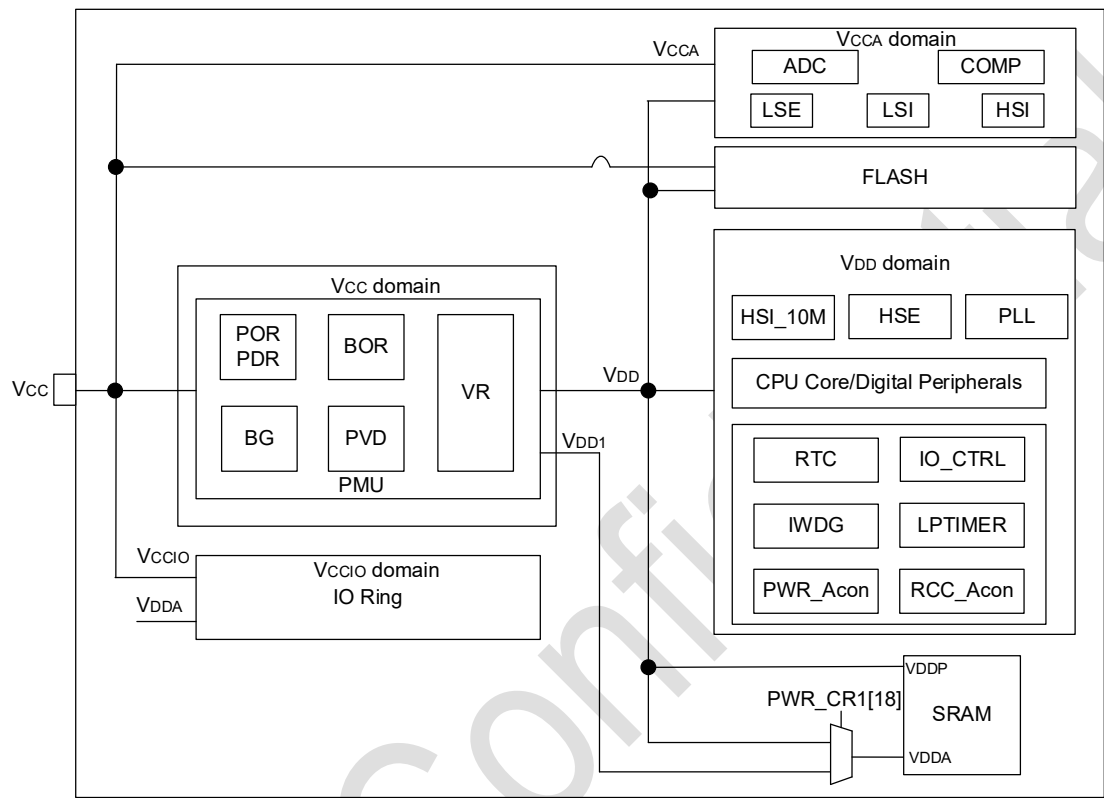 VCCA
VCCA domain
ADC
COMP
LSE
LSI
HSI
FLASH
VCC domain
POR
PDR
BOR
VR
BG
PVD
PMU
VCC
VDD
VDD1
VDD domain
HSI_10M
HSE
PLL
CPU Core/Digital Peripherals
RTC
IO_CTRL
IWDG
LPTIMER
PWR_Acon
RCC_Acon
VCCIO
VCCIO domain
IO Ring
VDDA
PWR_CR1[18]
VDDP
SRAM
VDDA